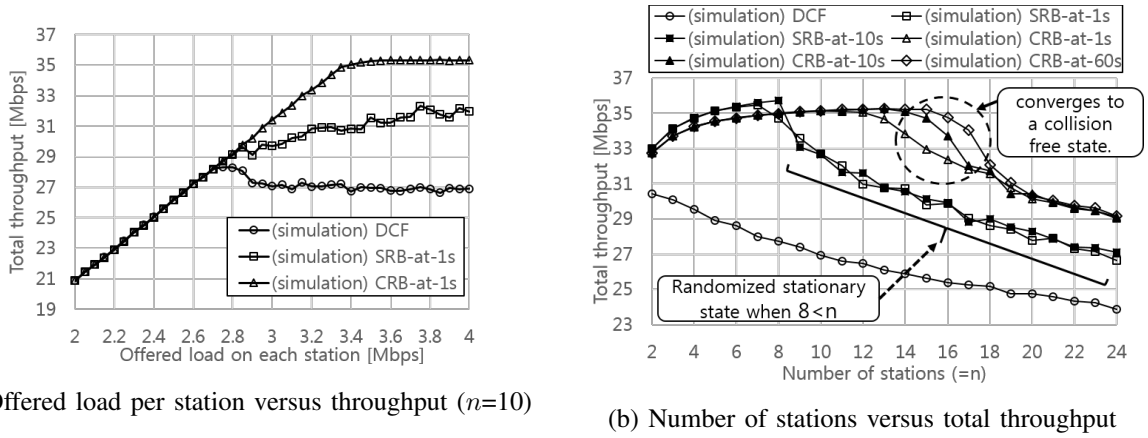 37
35
33
31
29
27
25
23
21
19
Total throughput [Mbps]
(simulation) DCF
(simulation) SRB-at-1s
(simulation) CRB-at-1s
2 2.2 2.4 2.6 2.8 3 3.2 3.4 3.6 3.8 4
Offered load on each station [Mbps]
ffered load per station versus throughput (n=10)
(simulation) DCF
(simulation) SRB-at-1s
(simulation) SRB-at-10s
(simulation) CRB-at-1s
(simulation) CRB-at-10s
(simulation) CRB-at-60s
37
35
33
31
29
27
25
23
Total throughput [Mbps]
converges to
a collision
free state.
Randomized stationary
state when 8<n
2 4 6 8 10 12 14 16 18 20 22 24
Number of stations (=n)
(b) Number of stations versus total throughput